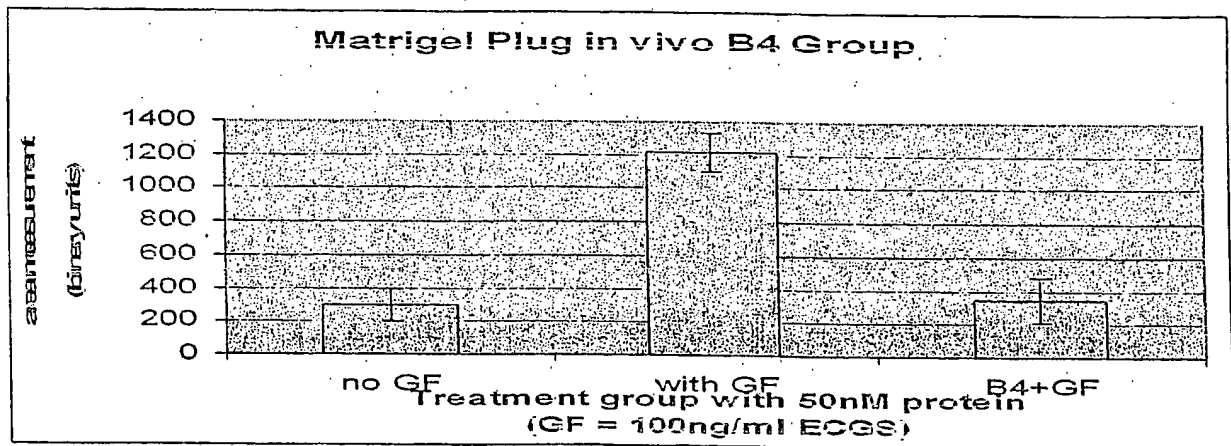 Matrigel Plug in vivo B4 Group
1400
1200
1000
800
600
400
200
0
no GF
with GF
B4+GF
Treatment group with 50nM protein
(GF = 100ng/ml ECGS)